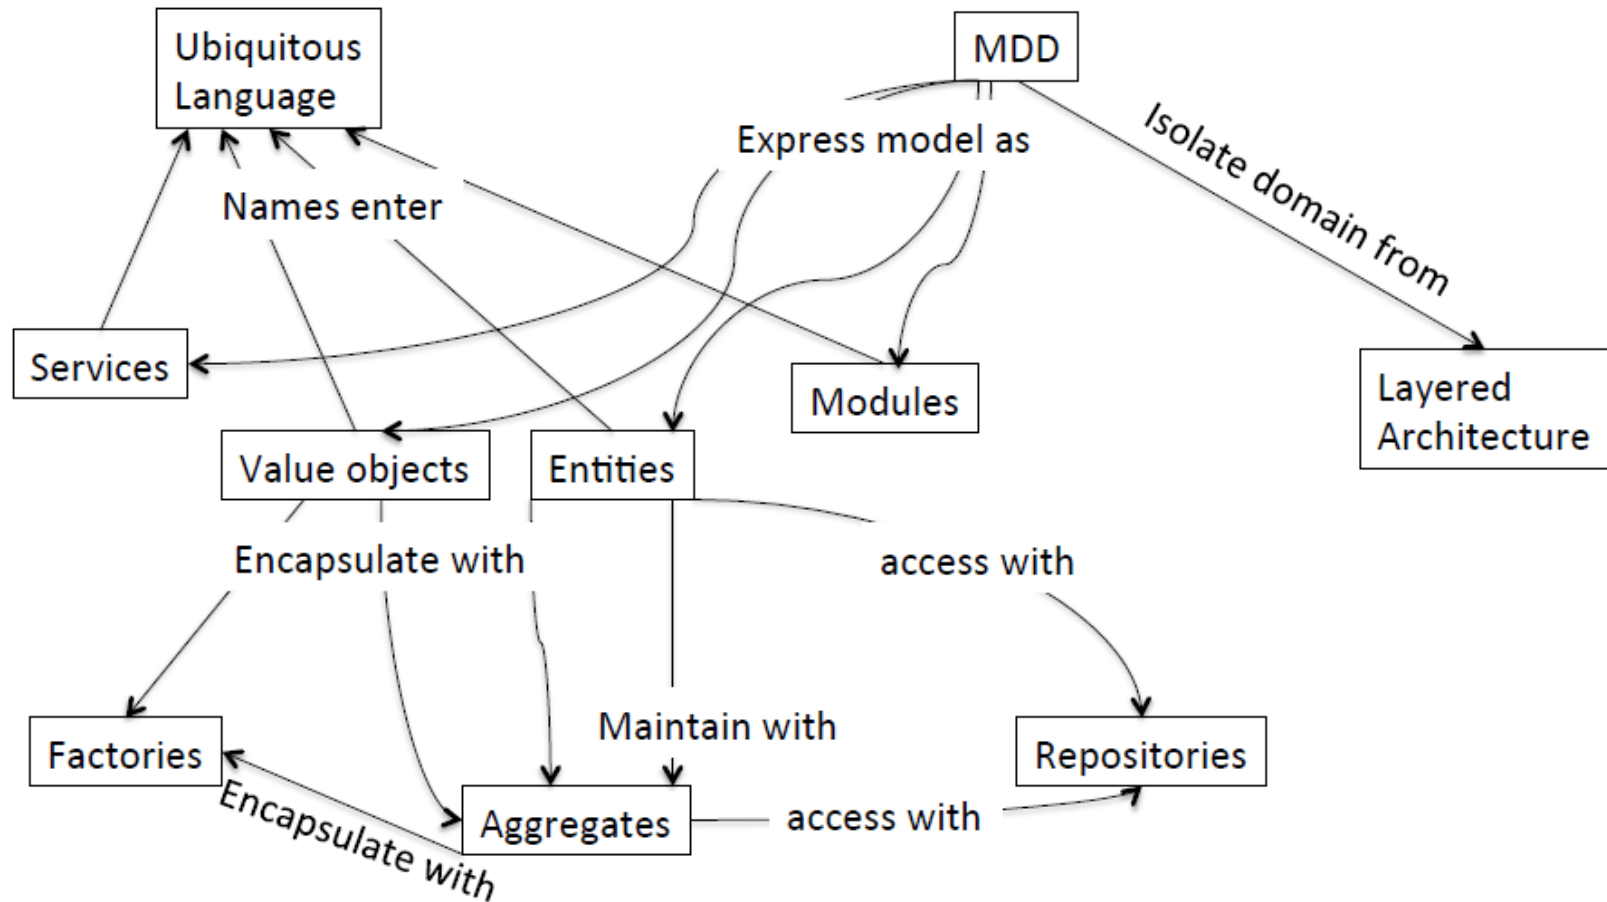 Ubiquitous
Language
MDD
Express model as
Isolate domain from
Names enter
Services
Modules
Layered
Architecture
Value objects
Entities
Encapsulate with
access with
Factories
Maintain with
Repositories
Encapsulate with
Aggregates
access with